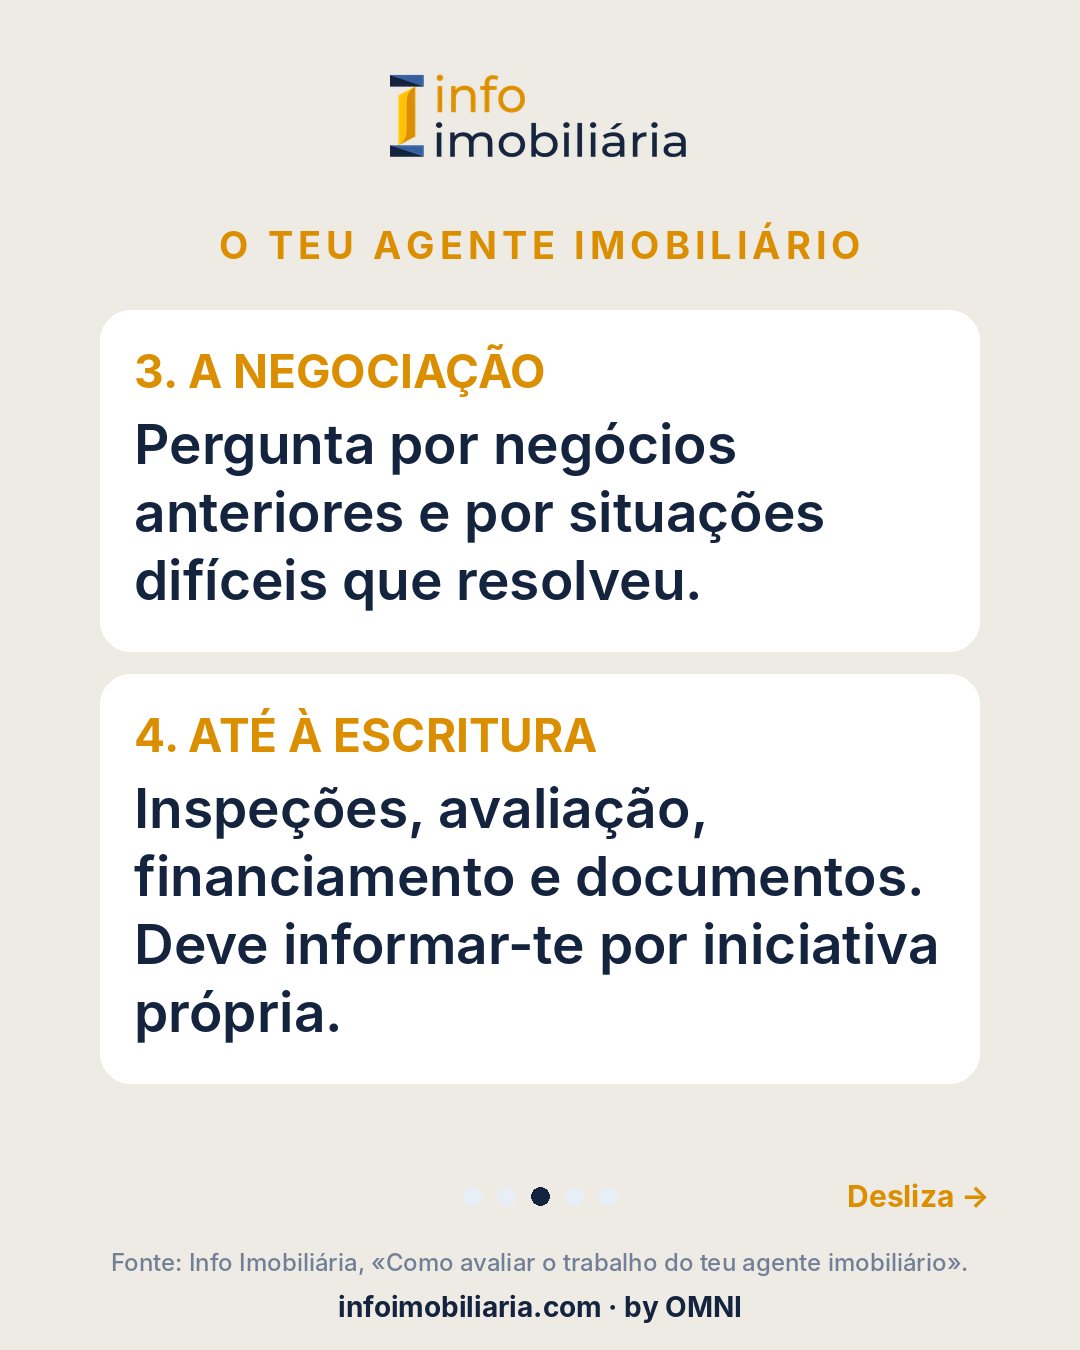 info
imobiliária
O TEU AGENTE IMOBILIÁRIO
3. A NEGOCIAÇÃO
Pergunta por negócios
anteriores e por situações
difíceis que resolveu.
4. ATÉ À ESCRITURA
Inspeções, avaliação,
financiamento e documentos.
Deve informar-te por iniciativa
própria.
Desliza →
Fonte: Info Imobiliária, «Como avaliar o trabalho do teu agente imobiliário».
infoimobiliaria.com · by OMNI